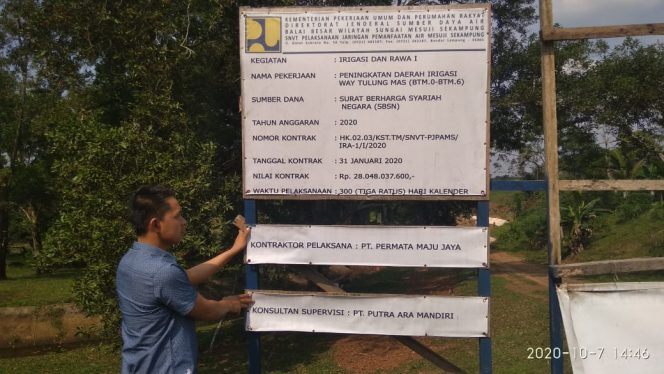 KEMENTERIAN PEKERJAAN UMUM DAN PERUMAHAN RAKYAT
DIREKTORAT JENDERAL SUMBER DAYA AIR
BALAI BESAR WILAYAH SUNGAI MESUJI SEKAMPUNG
SNVT PELAKSANAAN JARINGAN PEMANFAATAN AIR MESUJI SEKAMPUNG
KEGIATAN : IRIGASI DAN RAWA I
NAMA PEKERJAAN : PENINGKATAN DAERAH IRIGASI
WAY TULUNG MAS (BTM.0-BTM.6)
SUMBER DANA : SURAT BERHARGA SYARIAH
NEGARA (SBSN)
TAHUN ANGGARAN : 2020
NOMOR KONTRAK : HK.02.03/KST.TM/SNVT-PJPAMS/
IRA-1/I/2020
TANGGAL KONTRAK : 31 JANUARI 2020
NILAI KONTRAK : Rp. 28.048.037.600,-
WAKTU PELAKSANAAN : 300 (TIGA RATUS) HARI KALENDER
KONTRAKTOR PELAKSANA : PT. PERMATA MAJU JAYA
KONSULTAN SUPERVISI : PT. PUTRA ARA MANDIRI
2020-10-7 14:46